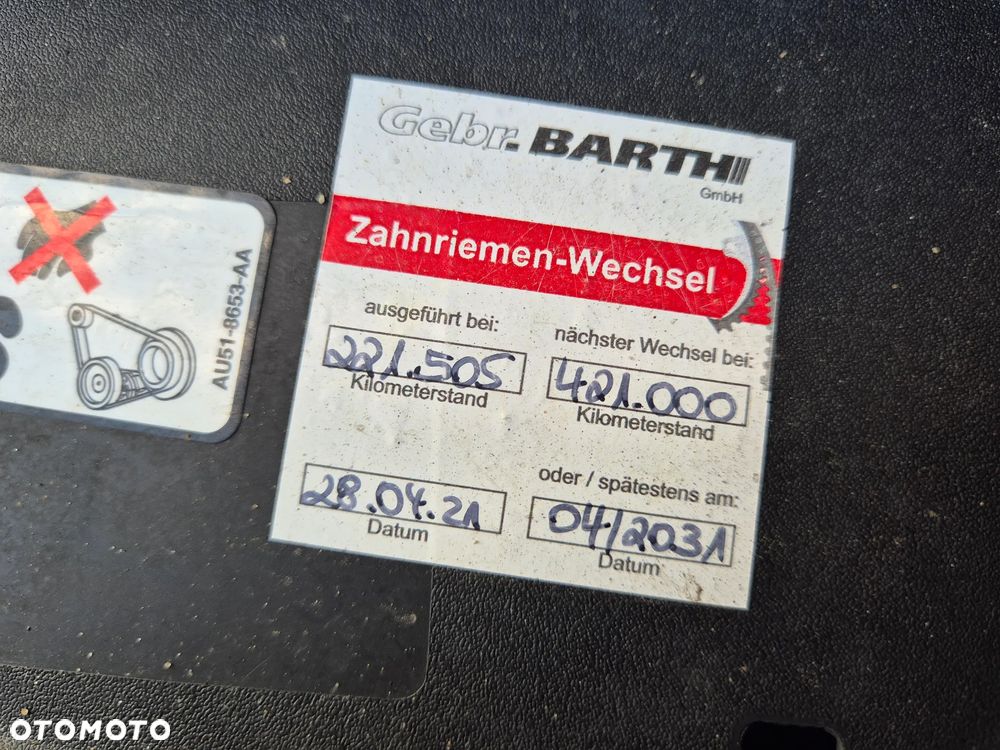 Gebr. BARTH
GmbH
Zahnriemen-Wechsel
ausgeführt bei:
nächster Wechsel bei:
221.505
421.000
Kilometerstand
Kilometerstand
oder / spätestens am:
28.04.21
04/2031
Datum
Datum
AU51-8653-AA
OTOMOTO